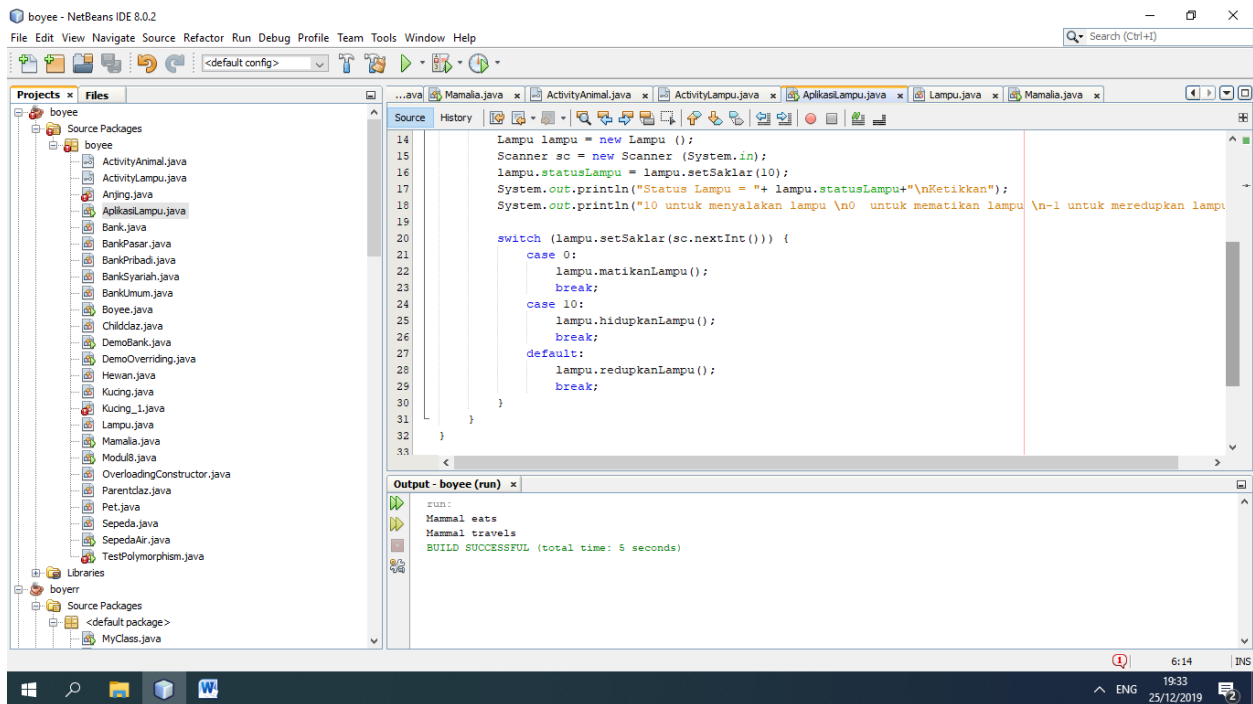 boyee - NetBeans IDE 8.0.2
File Edit View Navigate Source Refactor Run Debug Profile Team Tools Window Help
Search (Ctrl+I)
<default config>
Projects x Files
boyee
Source Packages
boyee
ActivityAnimal.java
ActivityLampu.java
Anjing.java
AplikasiLampu.java
Bank.java
BankPasar.java
BankPribadi.java
BankSyariah.java
BankUmum.java
Boyee.java
Childclaz.java
DemoBank.java
DemoOverriding.java
Hewan.java
Kucing.java
Kucing_1.java
Lampu.java
Mamalia.java
Modul8.java
OverloadingConstructor.java
Parentclaz.java
Pet.java
Sepeda.java
SepedaAir.java
TestPolymorphism.java
Libraries
boyerr
Source Packages
<default package>
MyClass.java
...ava Mamalia.java x ActivityAnimal.java x ActivityLampu.java x AplikasiLampu.java x Lampu.java x Mamalia.java x
Source History
14 Lampu lampu = new Lampu ();
15 Scanner sc = new Scanner (System.in);
16 lampu.statusLampu = lampu.setSaklar(10);
17 System.out.println("Status Lampu = "+ lampu.statusLampu+"\nKetikkan");
18 System.out.println("10 untuk menyalakan lampu \n0  untuk mematikan lampu \n-1 untuk meredupkan lampu
19
20 switch (lampu.setSaklar(sc.nextInt())) {
21 case 0:
22 lampu.matikanLampu();
23 break;
24 case 10:
25 lampu.hidupkanLampu();
26 break;
27 default:
28 lampu.redupkanLampu();
29 break;
30 }
31 }
32 }
33
Output - boyee (run) x
run:
Mammal eats
Mammal travels
BUILD SUCCESSFUL (total time: 5 seconds)
1 6:14 INS
ENG 19:33
25/12/2019 2